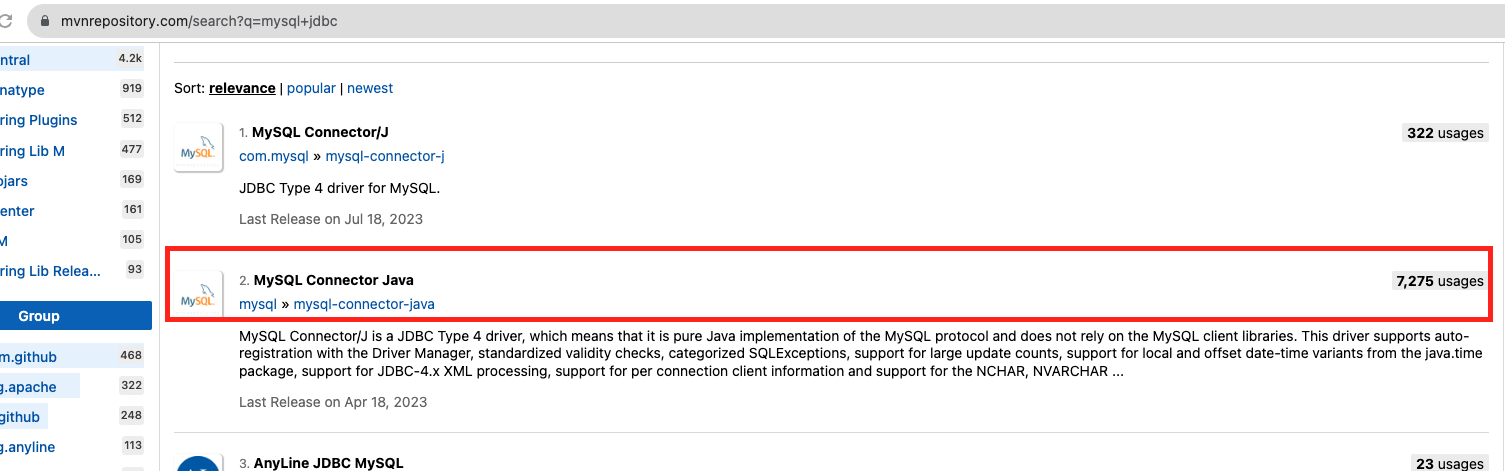 mvnrepository.com/search?q=mysql+jdbc
ntral 4.2k
natype 919
ring Plugins 512
ring Lib M 477
ojars 169
enter 161
M 105
ring Lib Relea... 93
Group
m.github 468
g.apache 322
github 248
g.anyline 113
Sort: relevance | popular | newest
MySQL
1. MySQL Connector/J 322 usages
com.mysql » mysql-connector-j
JDBC Type 4 driver for MySQL.
Last Release on Jul 18, 2023
MySQL
2. MySQL Connector Java 7,275 usages
mysql » mysql-connector-java
MySQL Connector/J is a JDBC Type 4 driver, which means that it is pure Java implementation of the MySQL protocol and does not rely on the MySQL client libraries. This driver supports auto-
registration with the Driver Manager, standardized validity checks, categorized SQLExceptions, support for large update counts, support for local and offset date-time variants from the java.time
package, support for JDBC-4.x XML processing, support for per connection client information and support for the NCHAR, NVARCHAR ...
Last Release on Apr 18, 2023
3. AnyLine JDBC MySQL 23 usages